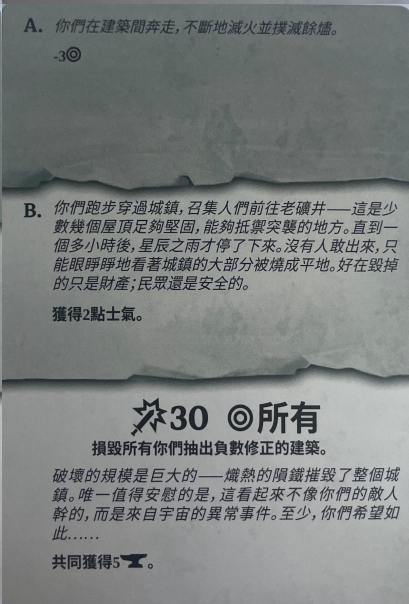 A. 你們在建築間奔走，不斷地滅火並撲滅餘燼。
-3
B. 你們跑步穿過城鎮，召集人們前往老礦井——這是少
數幾個屋頂足夠堅固，能夠抵禦突襲的地方。直到一
個多小時後，星辰之雨才停了下來。沒有人敢出來，只
能眼睜睜地看著城鎮的大部分被燒成平地。好在毀掉
的只是財產；民眾還是安全的。
獲得2點士氣。
30 所有
損毀所有你們抽出負數修正的建築。
破壞的規模是巨大的——熾熱的隕鐵摧毀了整個城
鎮。唯一值得安慰的是，這看起來不像你們的敵人
幹的，而是來自宇宙的異常事件。至少，你們希望如
此……
共同獲得5。